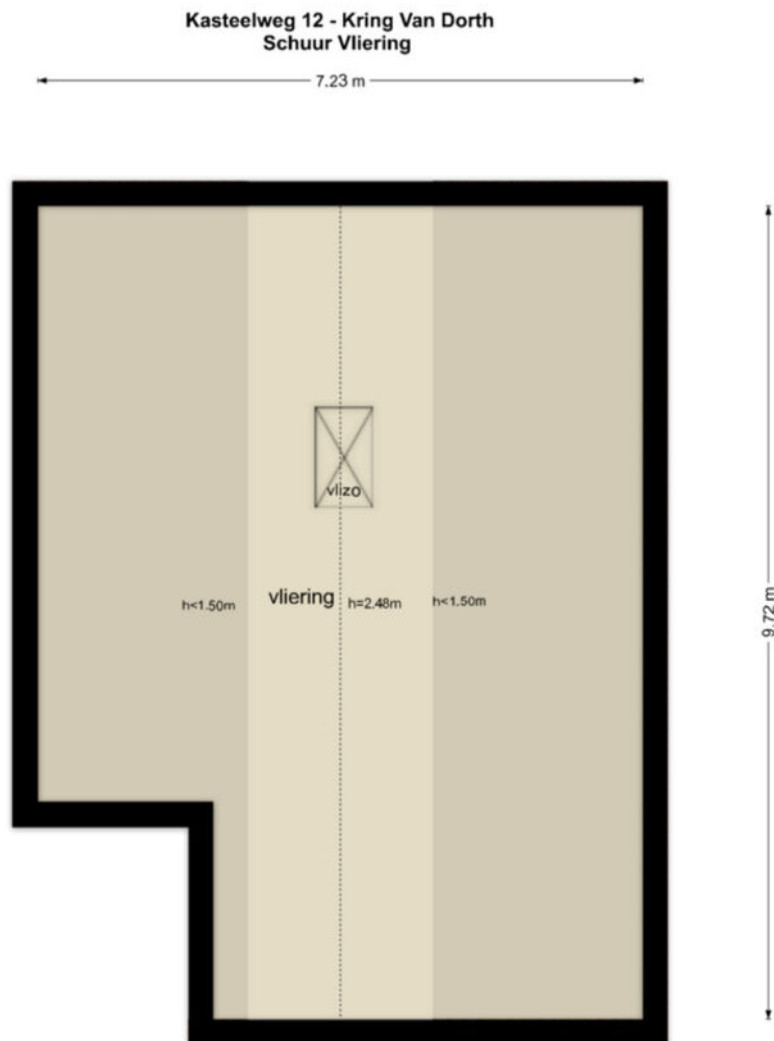 Kasteelweg 12 - Kring Van Dorth
Schuur Vliering
7.23 m
vlizo
h<1.50m
vliering
h=2.48m
h<1.50m
9.72 m